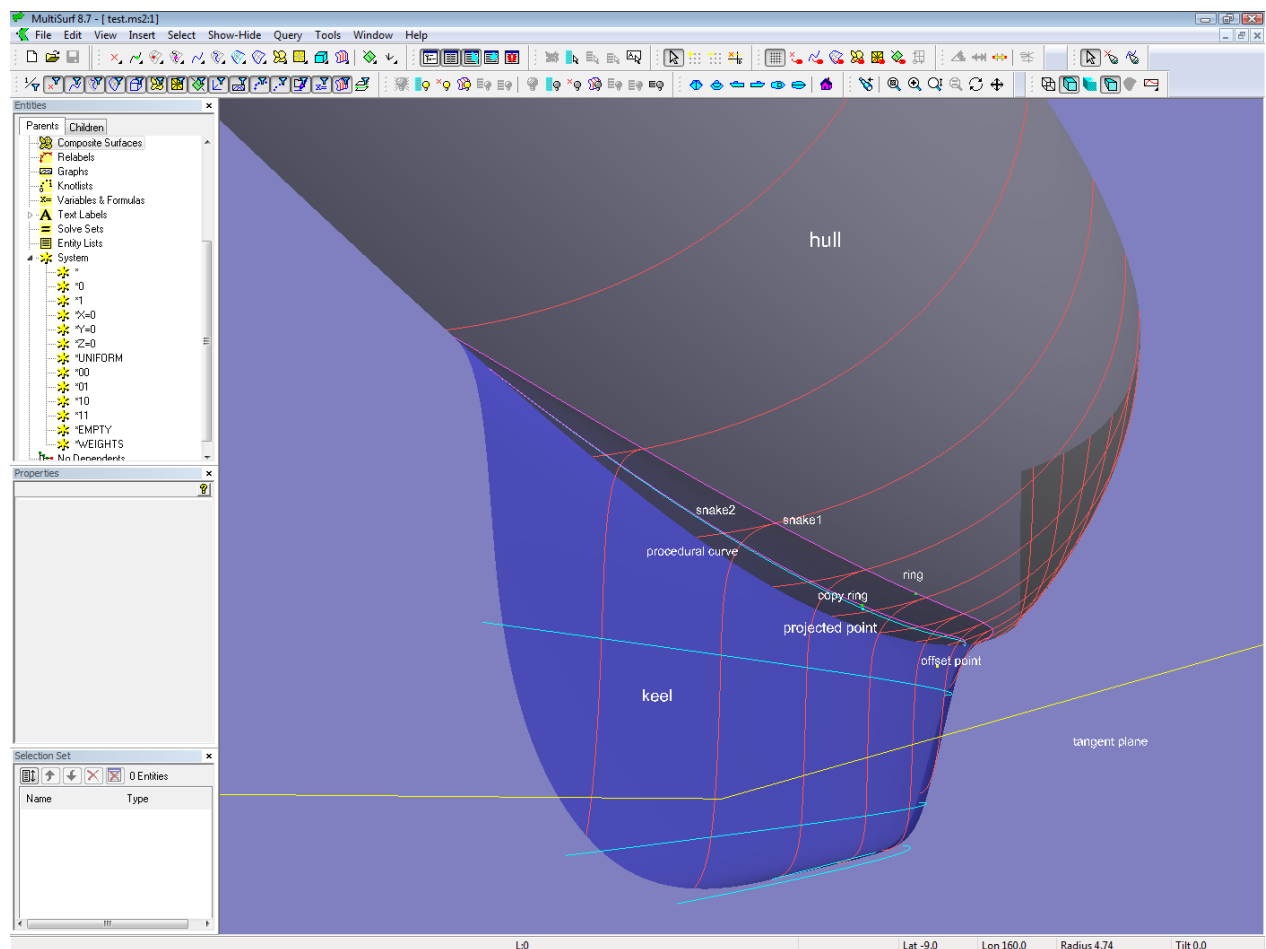 MultiSurf 8.7 - [ test.ms2:1]
File Edit View Insert Select Show-Hide Query Tools Window Help
Entities
Parents Children
Composite Surfaces
Relabels
Graphs
Knotlists
Variables & Formulas
Text Labels
Solve Sets
Entity Lists
System
*
*0
*1
*X=0
*Y=0
*Z=0
*UNIFORM
*00
*01
*10
*11
*EMPTY
*WEIGHTS
No Dependents
Properties
Selection Set
0 Entities
Name Type
hull
snake2
snake1
procedural curve
ring
copy ring
projected point
offset point
keel
tangent plane
L:0 Lat -9.0 Lon 160.0 Radius 4.74 Tilt 0.0